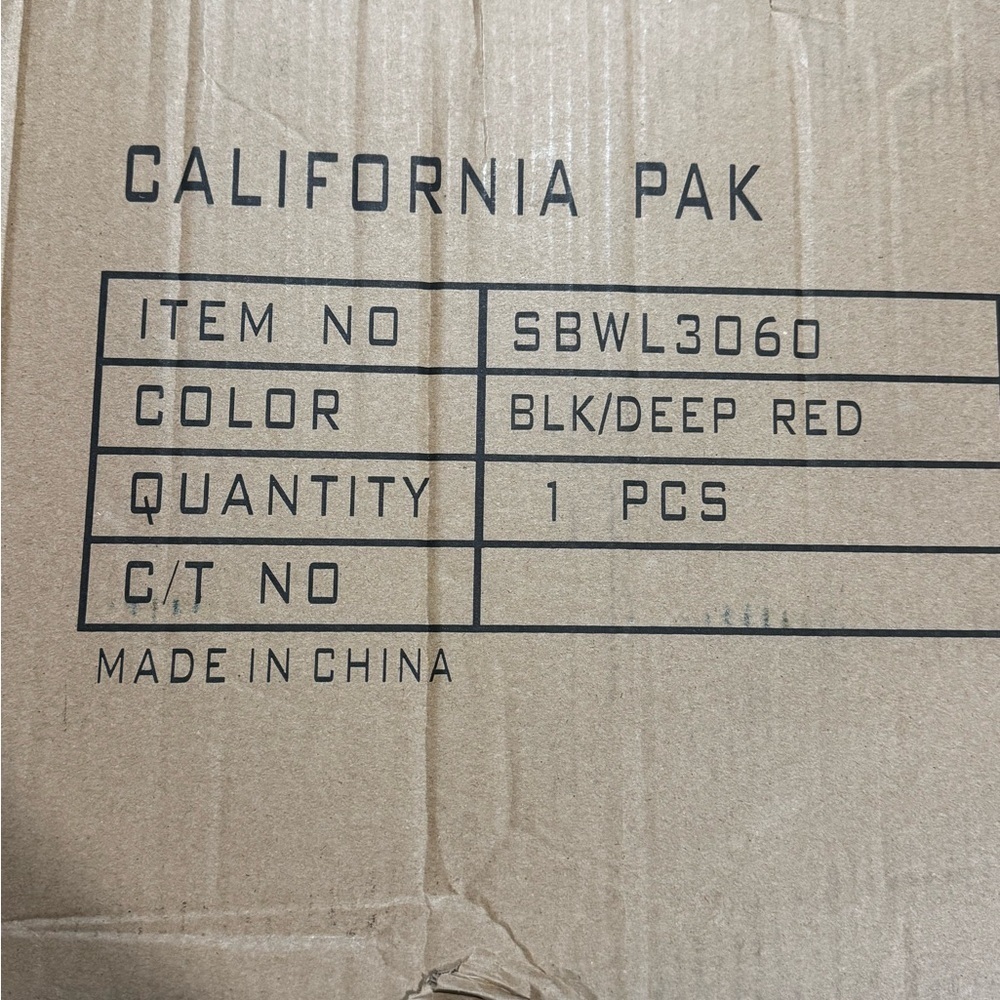 CALIFORNIA PAK
ITEM NO SBWL3060
COLOR BLK/DEEP RED
QUANTITY 1 PCS
C/T NO
MADE IN CHINA